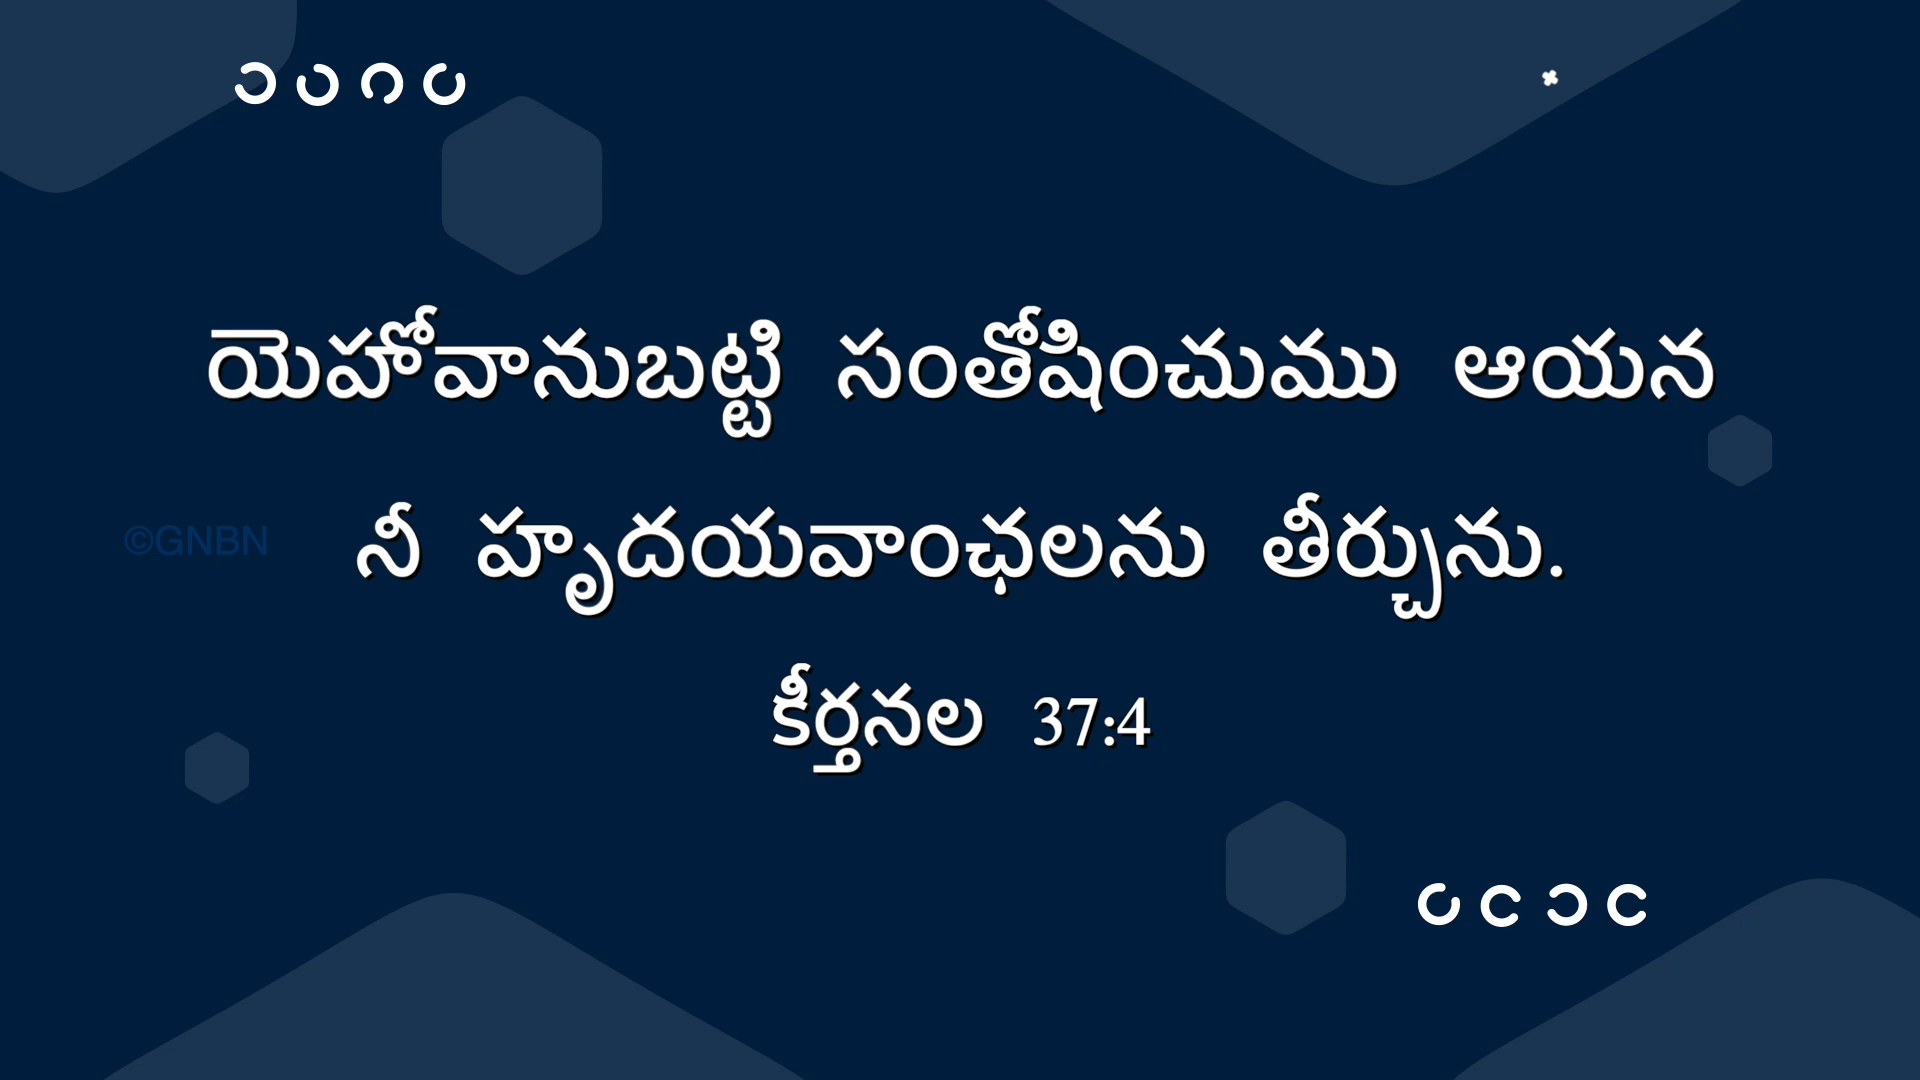 యెహోవానుబట్టి సంతోషించుము ఆయన
నీ హృదయవాంఛలను తీర్చును.
©GNBN
కీర్తనల 37:4